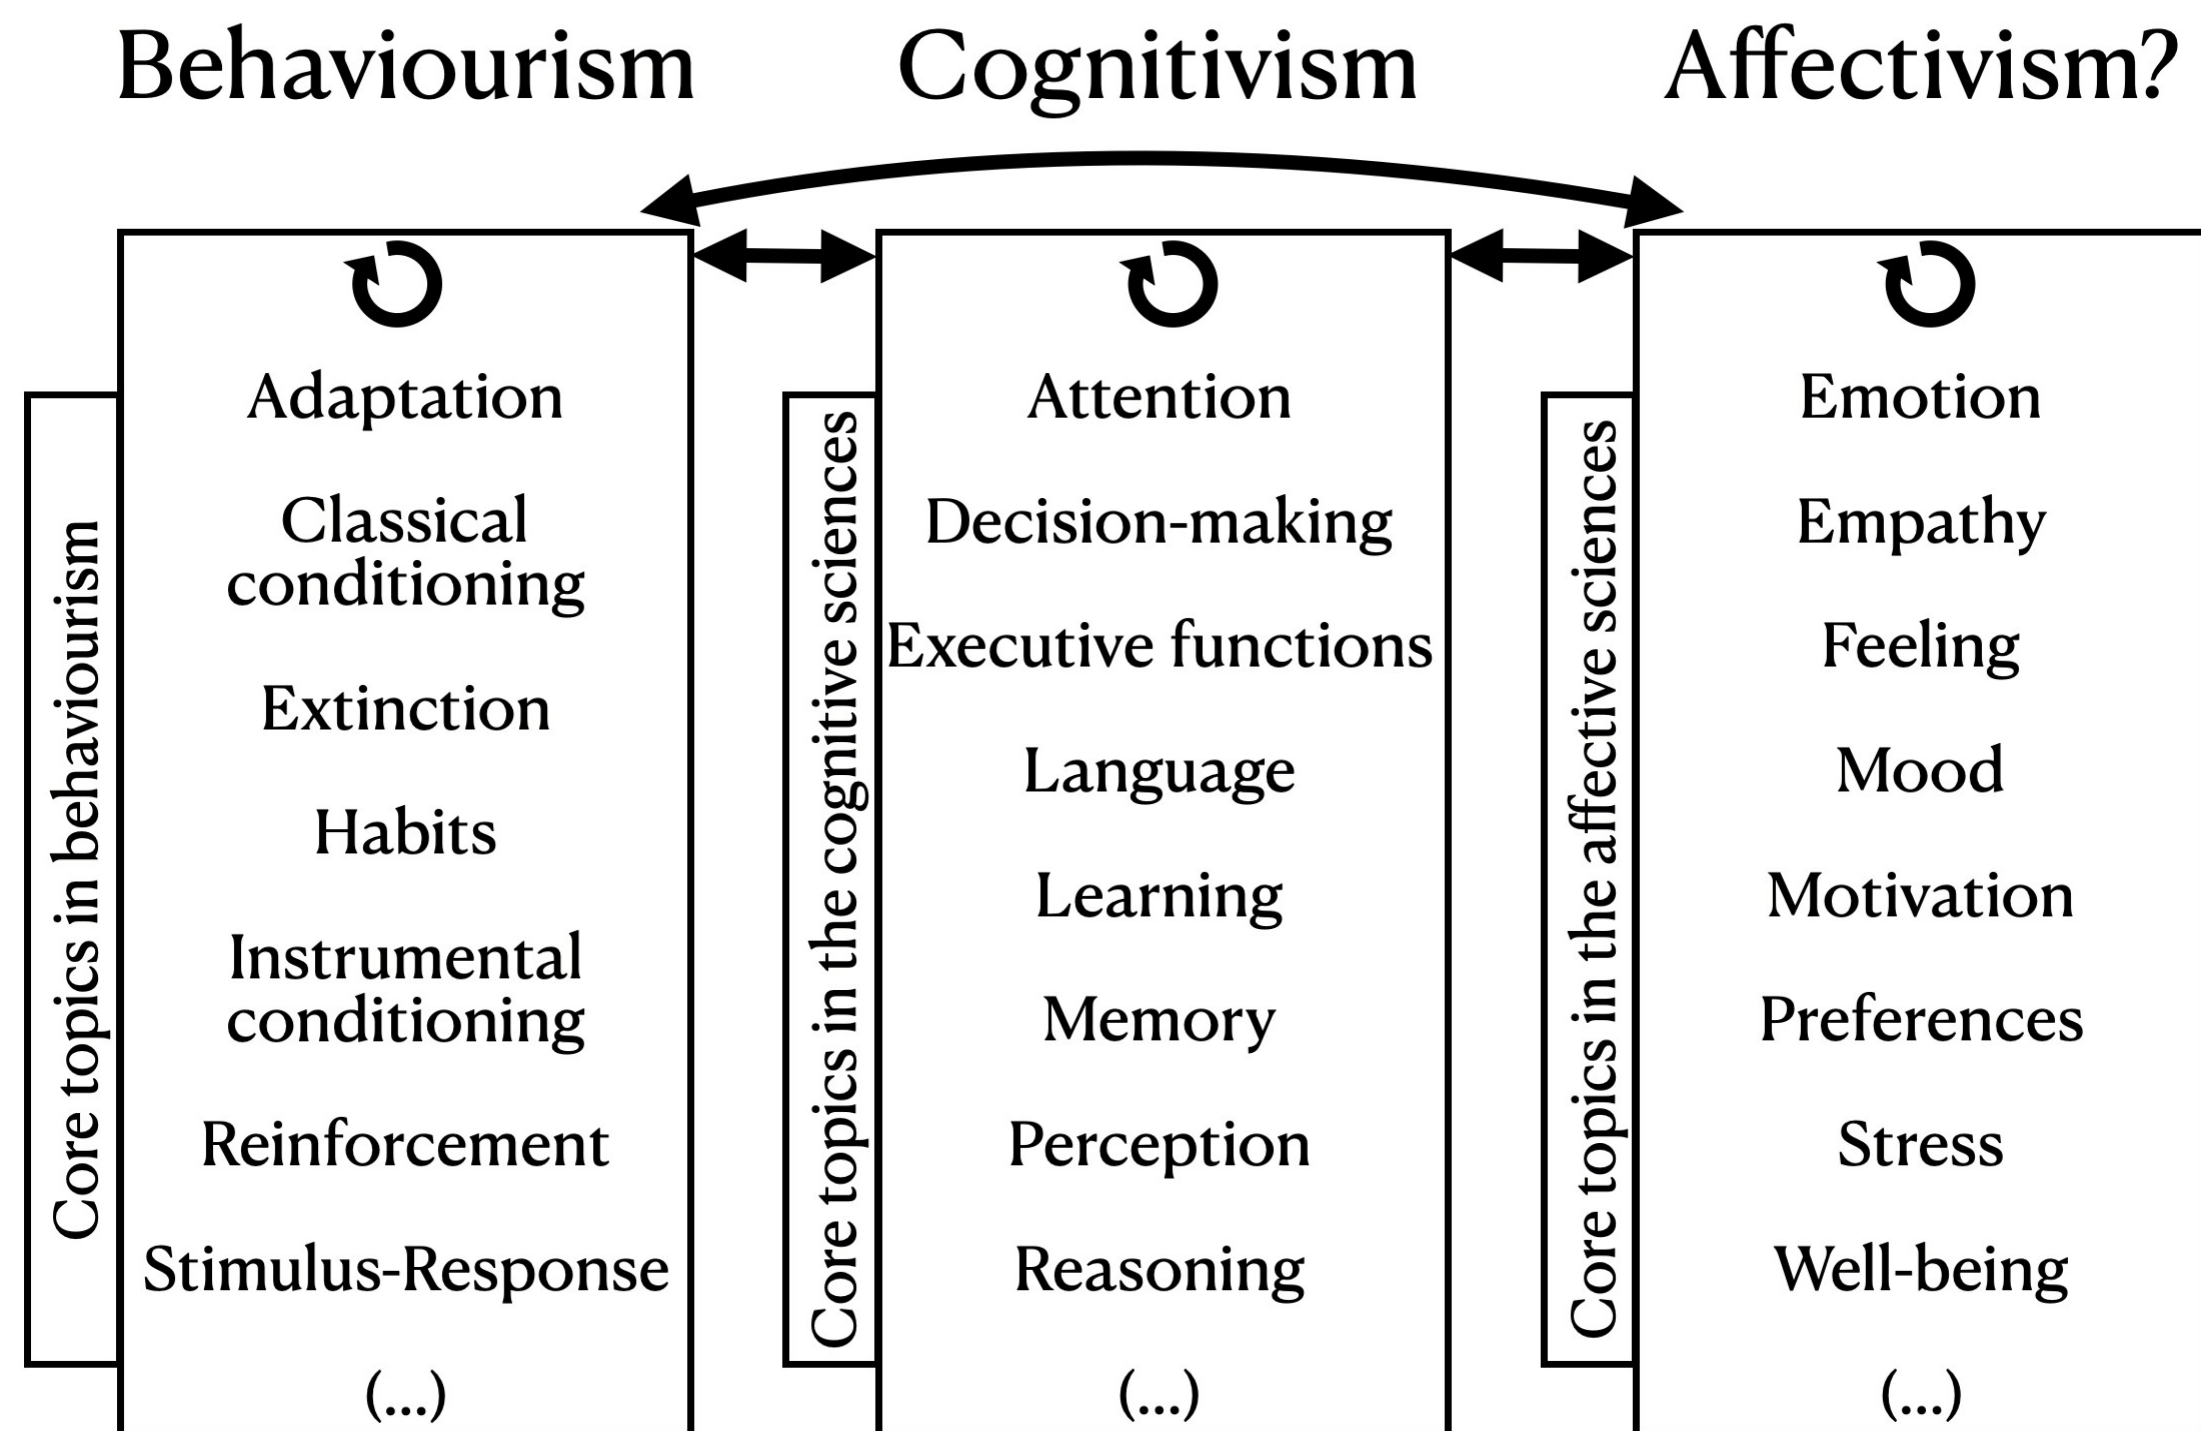 Behaviourism
Cognitivism
Affectivism?
Core topics in behaviourism
Adaptation
Classical
conditioning
Extinction
Habits
Instrumental
conditioning
Reinforcement
Stimulus-Response
(...)
Core topics in the cognitive sciences
Attention
Decision-making
Executive functions
Language
Learning
Memory
Perception
Reasoning
(...)
Core topics in the affective sciences
Emotion
Empathy
Feeling
Mood
Motivation
Preferences
Stress
Well-being
(...)